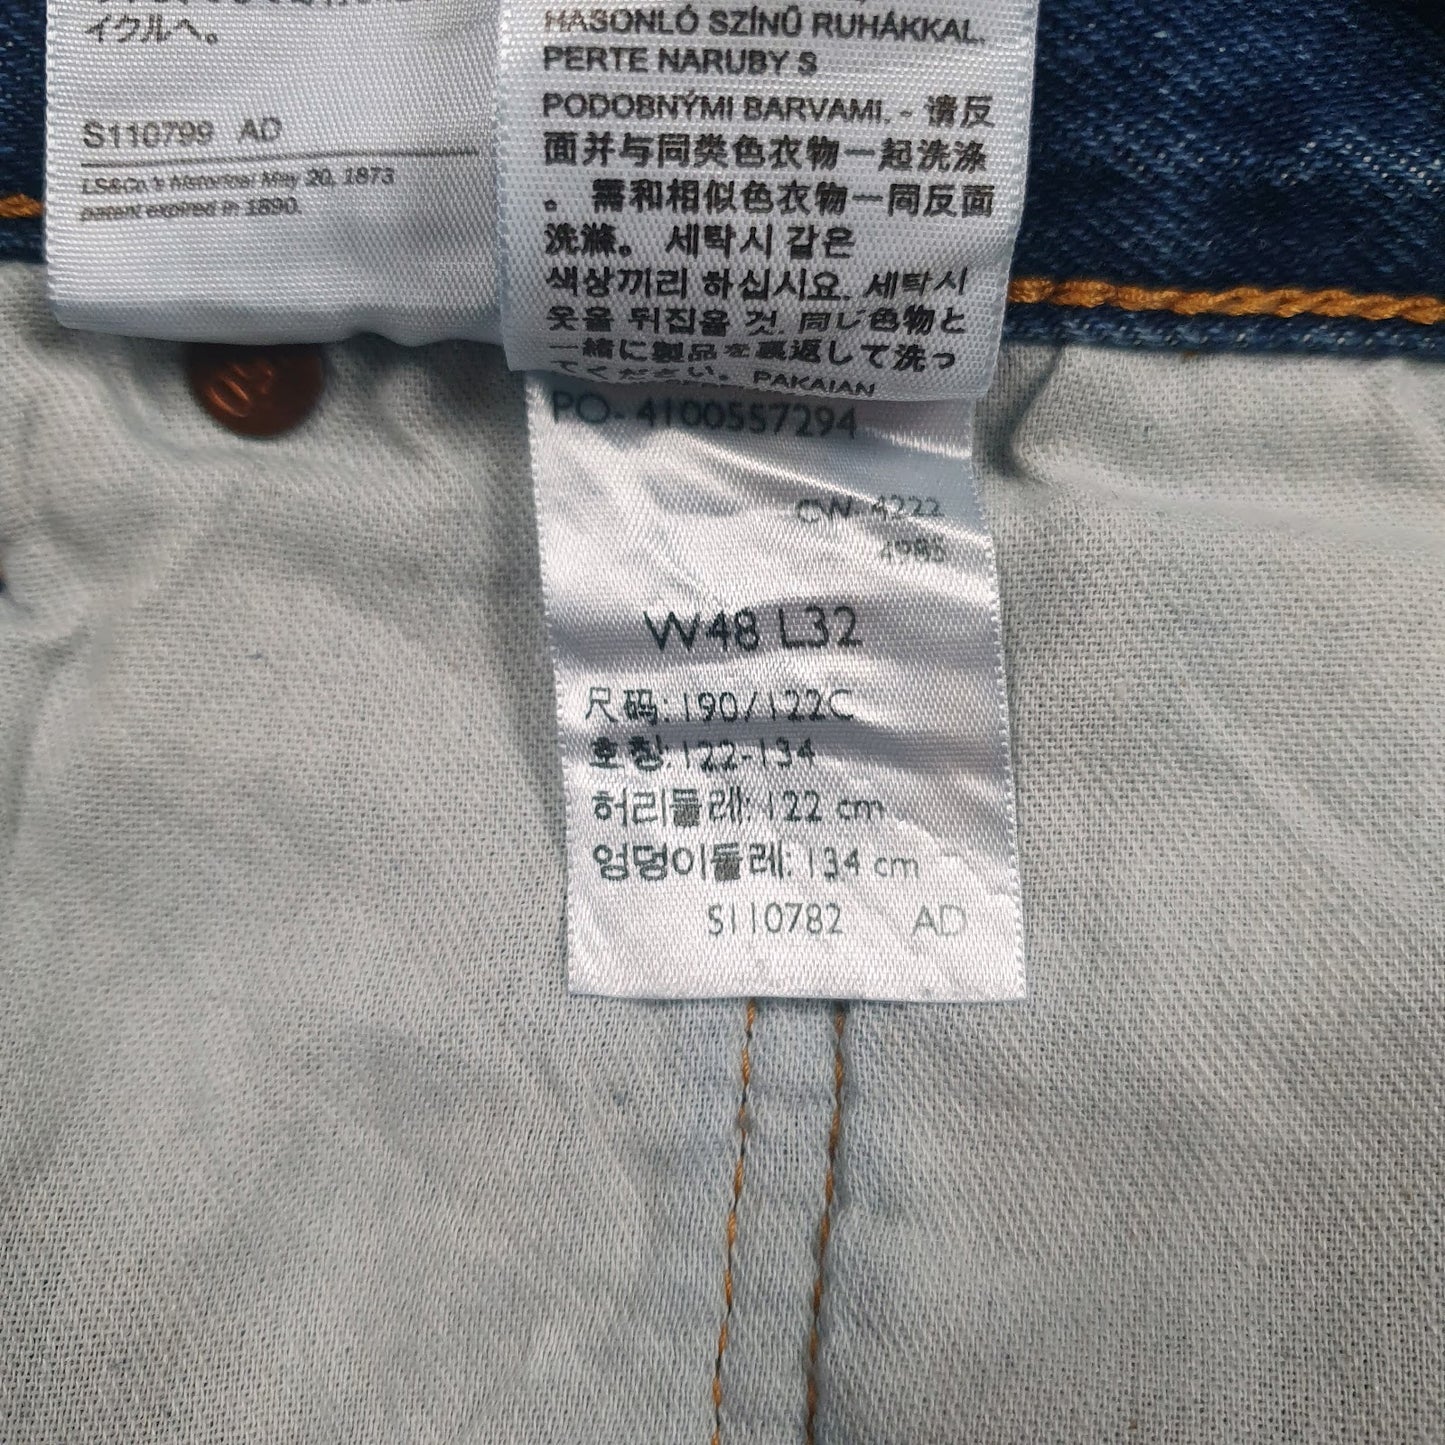 イクルへ。
S110799 AD
LS&Co.'s historical May 20, 1873
patent expired in 1890.
HASONLÓ SZÍNŰ RUHÁKKAL.
PERTE NARUBY S
PODOBNÝMI BARVAMI. - 请反
面并与同类色衣物一起洗涤
。 需和相似色衣物一同反面
洗滌。 세탁시 같은
색상끼리 하십시요. 세탁시
옷을 뒤집을 것. 同じ色物と
一緒に製品を裏返して洗っ
てください。 PAKAIAN
PO- 4100557294
CW- 4222
4985
W48 L32
尺码:190/122C
호칭:122-134
허리둘레: 122 cm
엉덩이둘레: 134 cm
S110782 AD